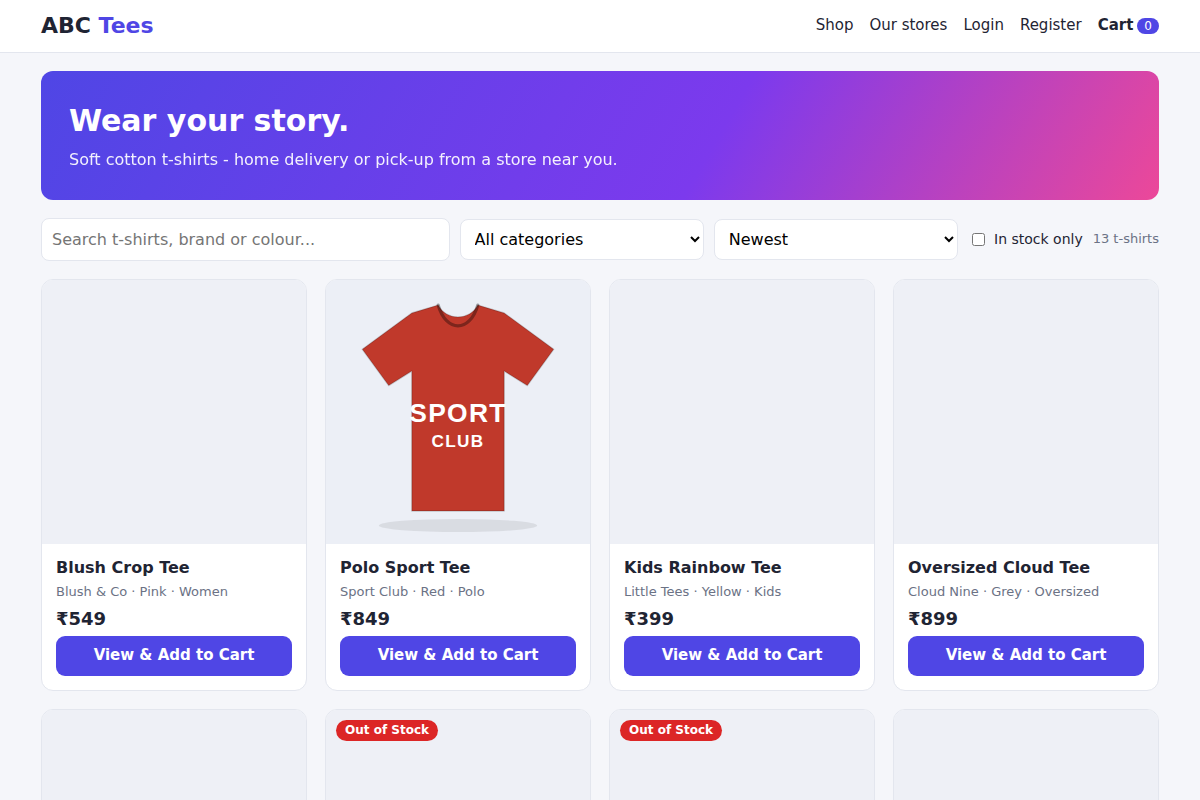 ABC Tees
Shop Our stores Login Register Cart 0
Wear your story.
Soft cotton t-shirts - home delivery or pick-up from a store near you.
Search t-shirts, brand or colour...
All categories
Newest
In stock only
13 t-shirts
SPORT
CLUB
Blush Crop Tee
Blush & Co · Pink · Women
₹549
View & Add to Cart
Polo Sport Tee
Sport Club · Red · Polo
₹849
View & Add to Cart
Kids Rainbow Tee
Little Tees · Yellow · Kids
₹399
View & Add to Cart
Oversized Cloud Tee
Cloud Nine · Grey · Oversized
₹899
View & Add to Cart
Out of Stock
Out of Stock